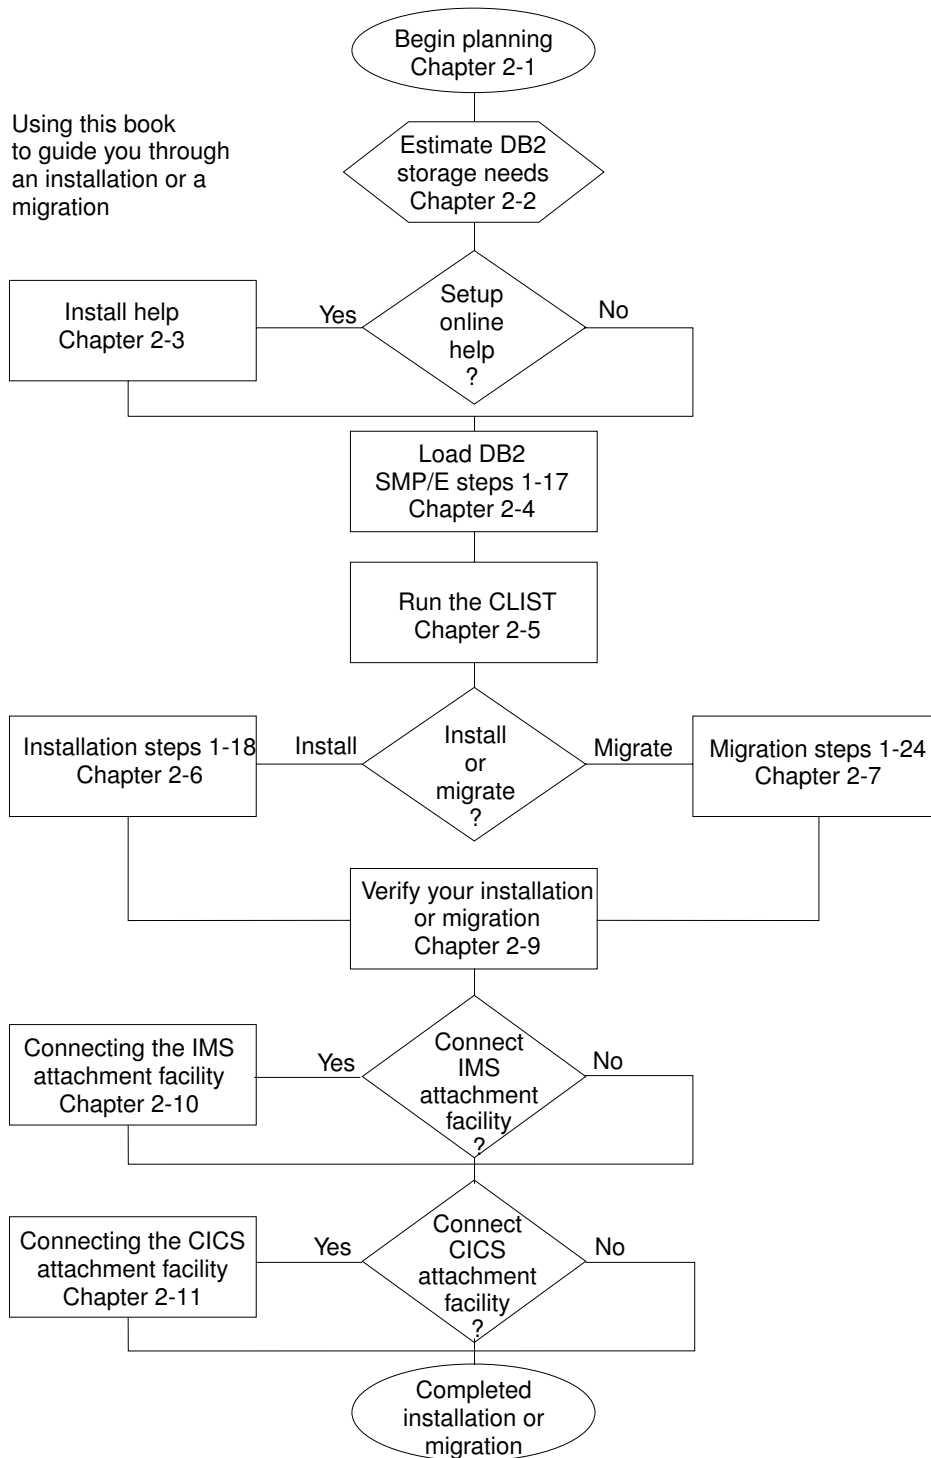 Begin planning
Chapter 2-1
Using this book
to guide you through
an installation or a
migration
Estimate DB2
storage needs
Chapter 2-2
Install help
Chapter 2-3
Yes
Setup
online
help
?
No
Load DB2
SMP/E steps 1-17
Chapter 2-4
Run the CLIST
Chapter 2-5
Installation steps 1-18
Chapter 2-6
Install
Install
or
migrate
?
Migrate
Migration steps 1-24
Chapter 2-7
Verify your installation
or migration
Chapter 2-9
Connecting the IMS
attachment facility
Chapter 2-10
Yes
Connect
IMS
attachment
facility
?
No
Connecting the CICS
attachment facility
Chapter 2-11
Yes
Connect
CICS
attachment
facility
?
No
Completed
installation or
migration